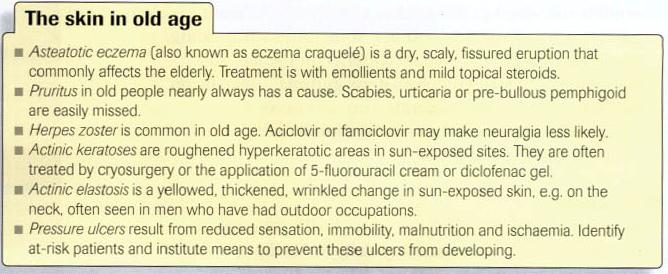 The skin in old age
■ Asteatotic eczema (also known as eczema craquelé) is a dry, scaly, fissured eruption that
commonly affects the elderly. Treatment is with emollients and mild topical steroids.
■ Pruritus in old people nearly always has a cause. Scabies, urticaria or pre-bullous pemphigoid
are easily missed.
■ Herpes zoster is common in old age. Aciclovir or famciclovir may make neuralgia less likely.
■ Actinic keratoses are roughened hyperkeratotic areas in sun-exposed sites. They are often
treated by cryosurgery or the application of 5-fluorouracil cream or diclofenac gel.
■ Actinic elastosis is a yellowed, thickened, wrinkled change in sun-exposed skin, e.g. on the
neck, often seen in men who have had outdoor occupations.
■ Pressure ulcers result from reduced sensation, immobility, malnutrition and ischaemia. Identify
at-risk patients and institute means to prevent these ulcers from developing.